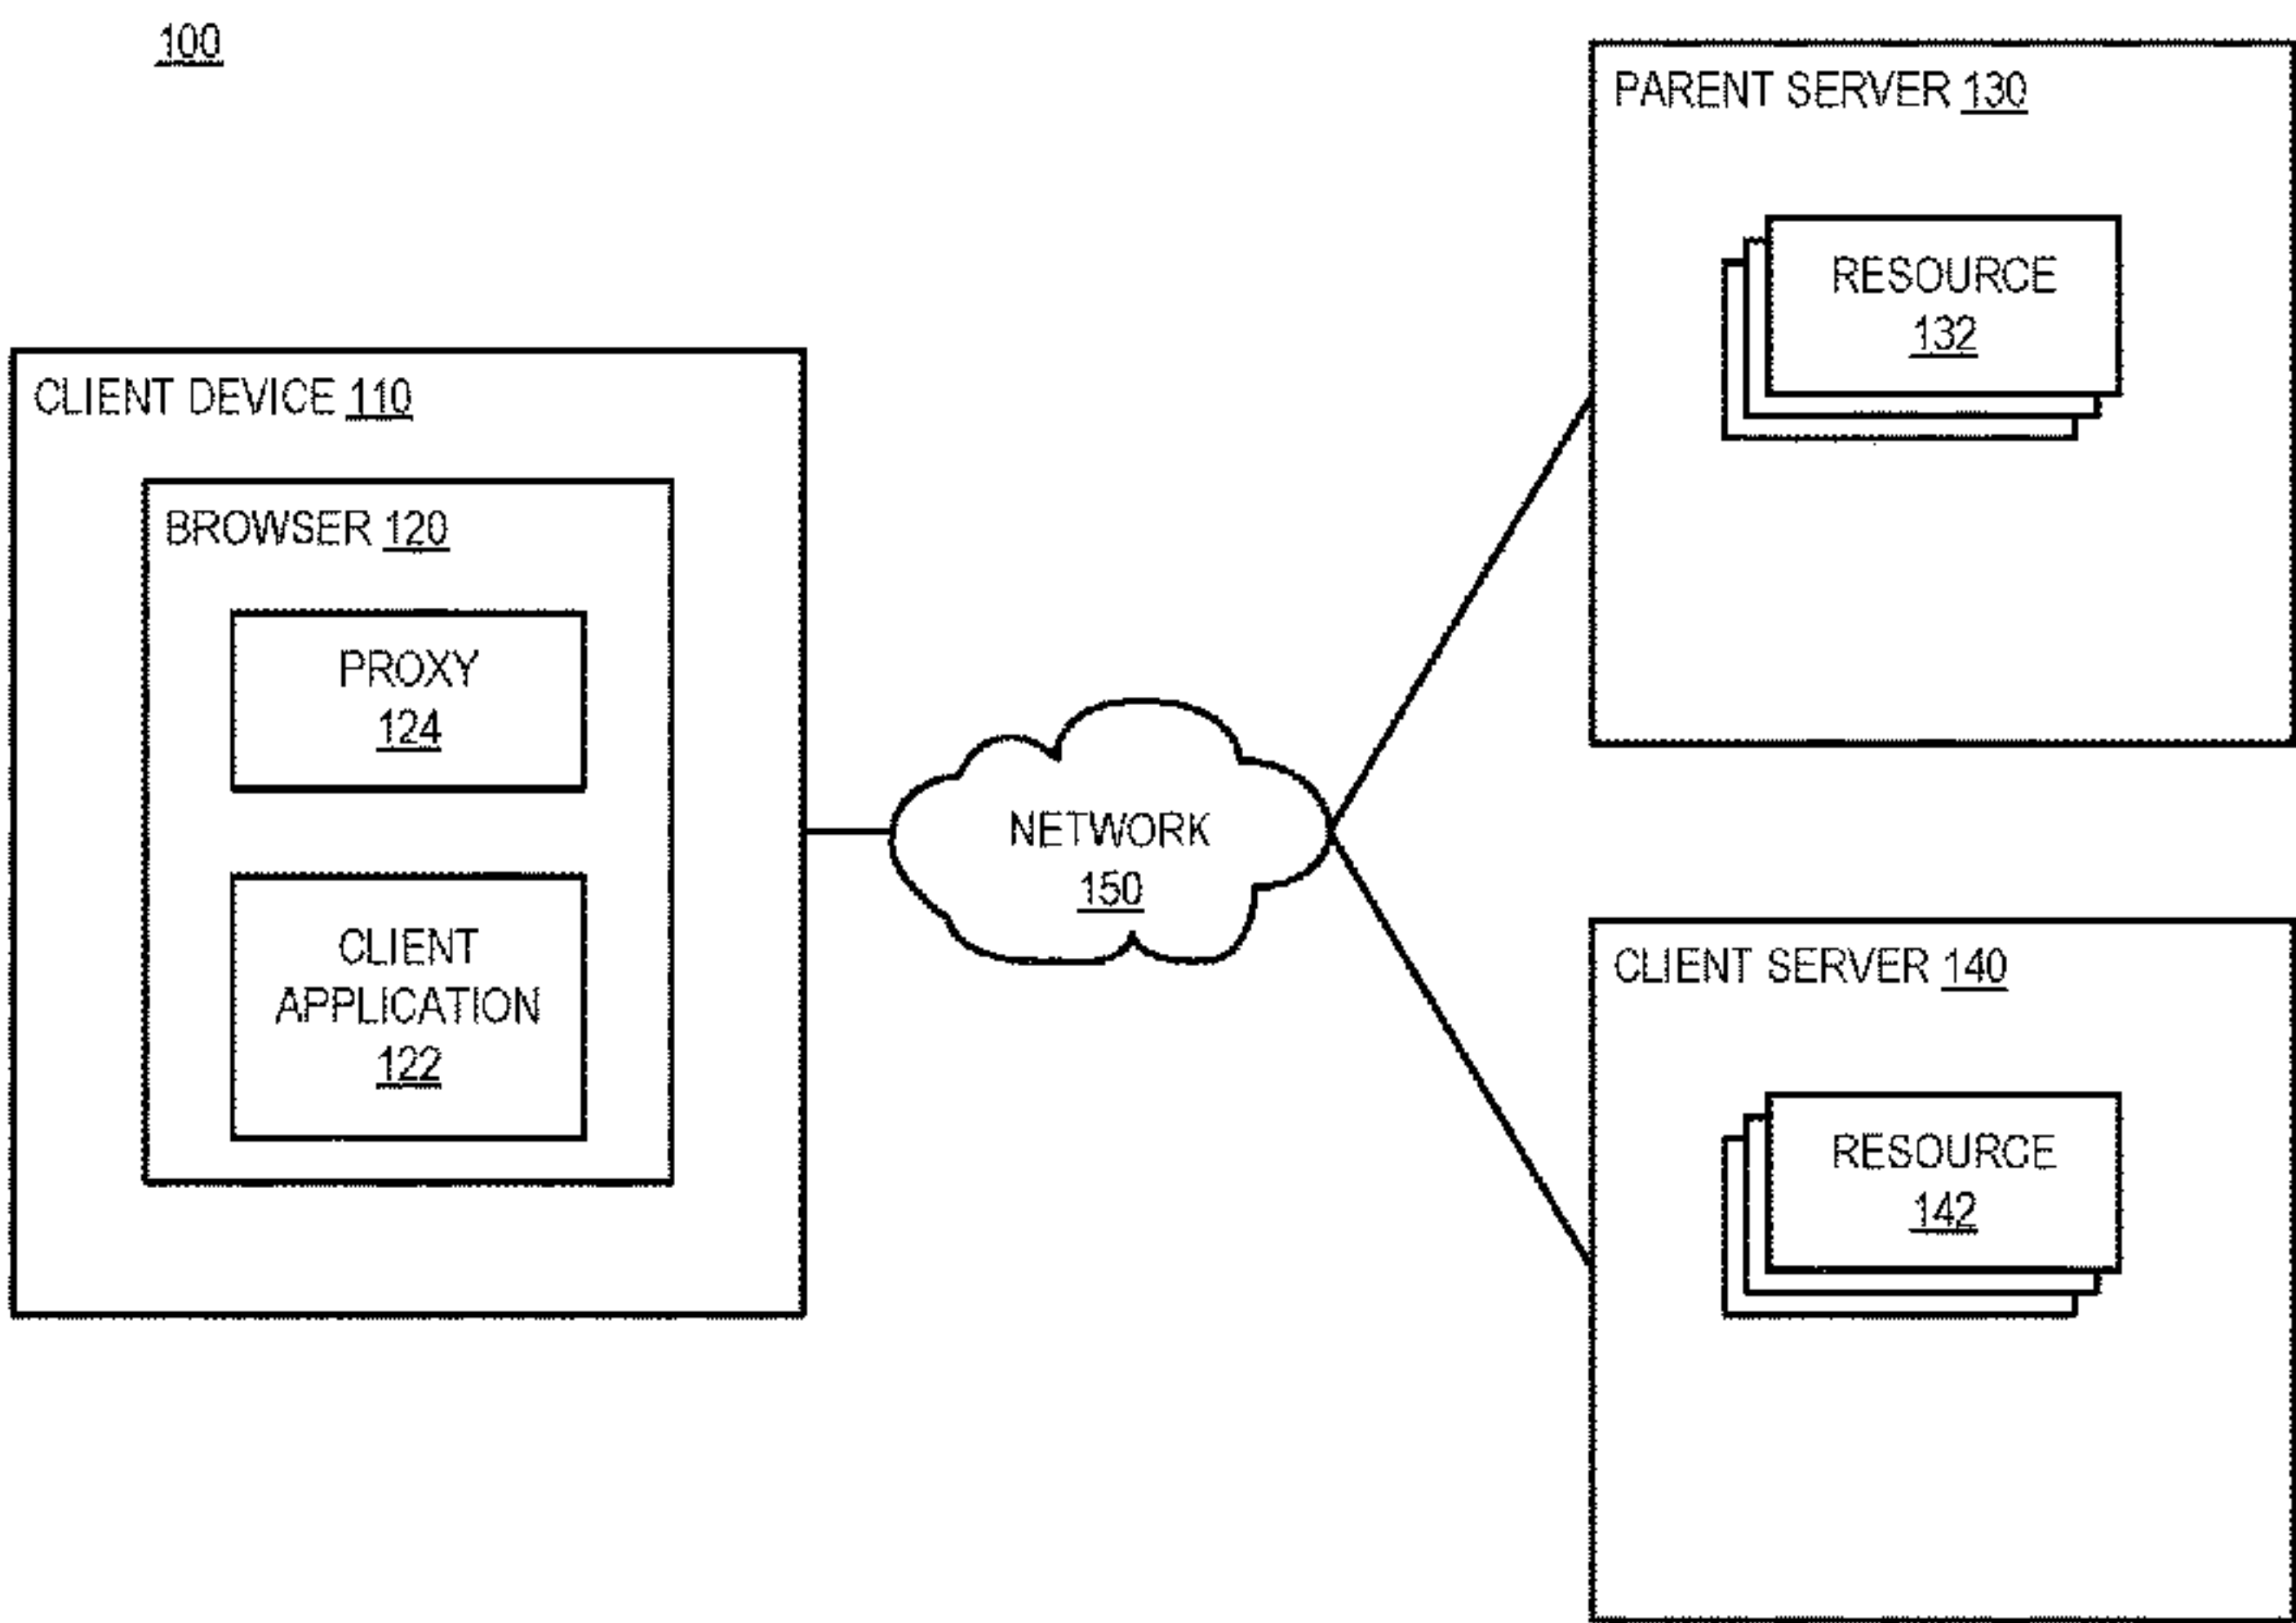 100
PARENT SERVER 130
RESOURCE
132
CLIENT DEVICE 110
BROWSER 120
PROXY
124
CLIENT
APPLICATION
122
NETWORK
150
CLIENT SERVER 140
RESOURCE
142